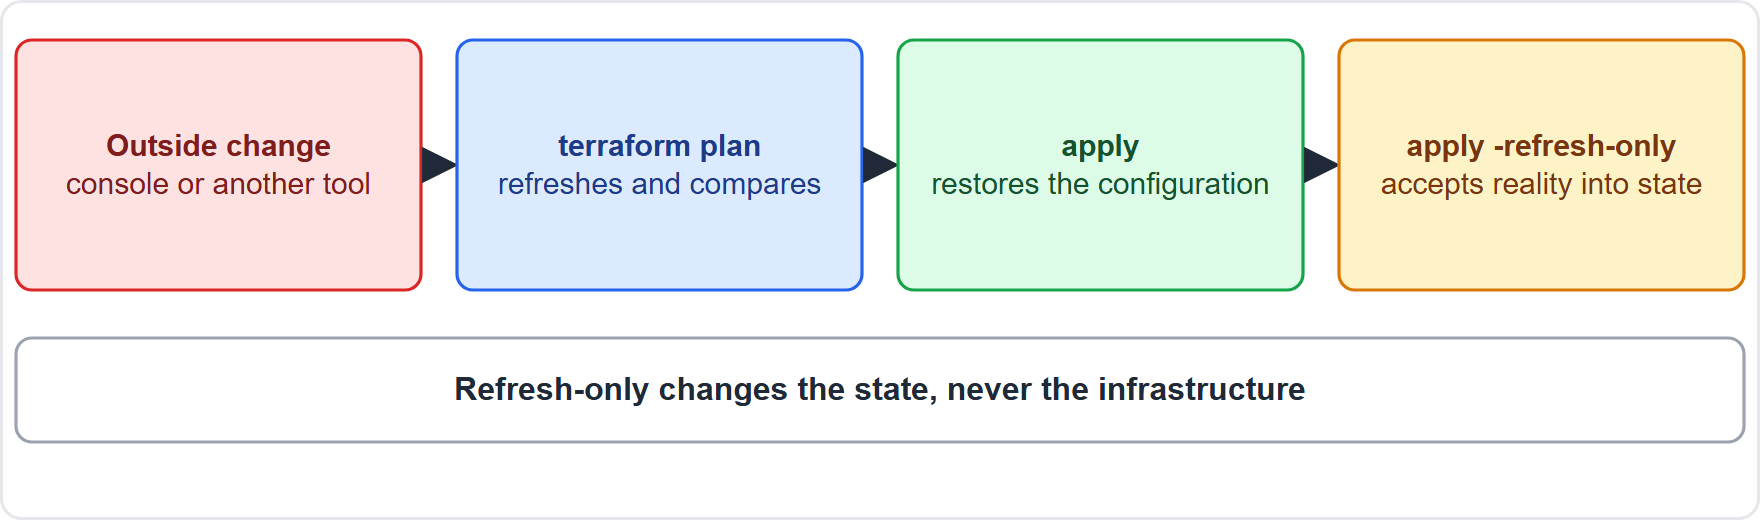 Outside change
console or another tool
terraform plan
refreshes and compares
apply
restores the configuration
apply -refresh-only
accepts reality into state
Refresh-only changes the state, never the infrastructure